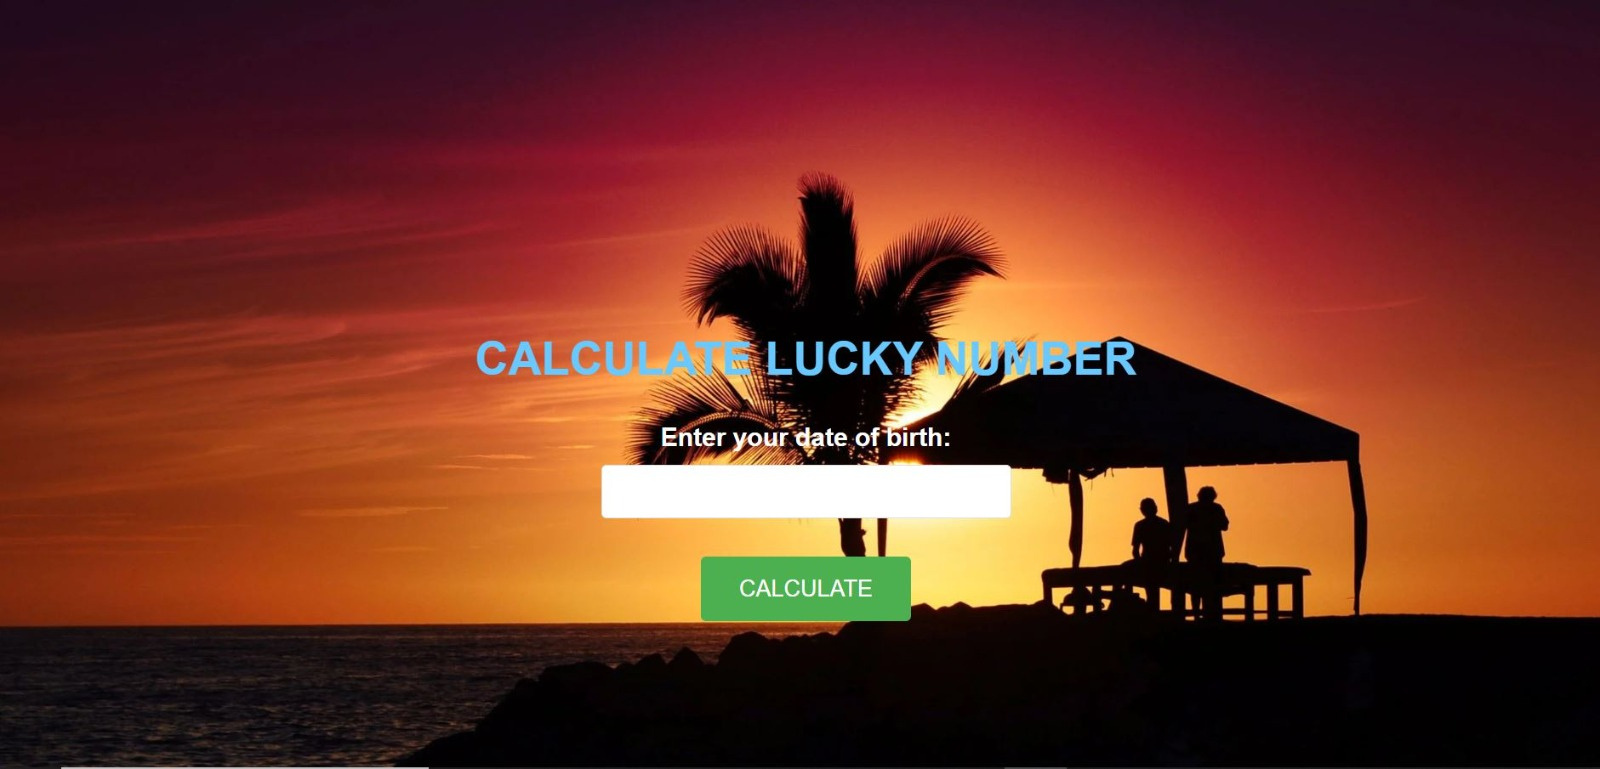 CALCULATE LUCKY NUMBER
Enter your date of birth:
CALCULATE